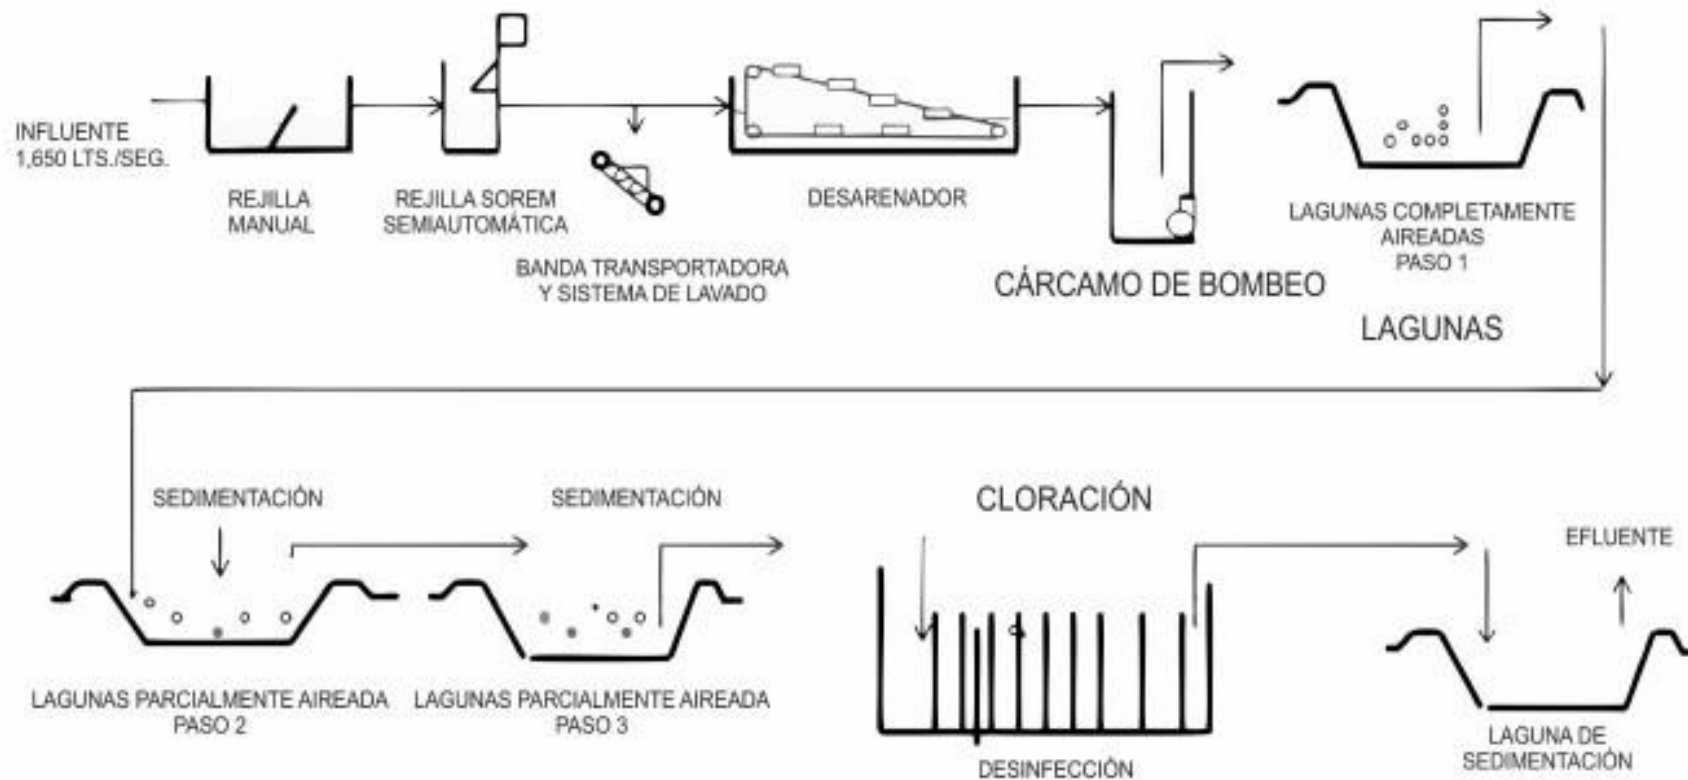 INFLUENTE
1,650 LTS./SEG.
REJILLA
MANUAL
REJILLA SOREM
SEMIAUTOMÁTICA
BANDA TRANSPORTADORA
Y SISTEMA DE LAVADO
DESARENADOR
CÁRCAMO DE BOMBEO
LAGUNAS COMPLETAMENTE
AIREADAS
PASO 1
LAGUNAS
SEDIMENTACIÓN
LAGUNAS PARCIALMENTE AIREADA
PASO 2
SEDIMENTACIÓN
LAGUNAS PARCIALMENTE AIREADA
PASO 3
CLORACIÓN
DESINFECCIÓN
EFLUENTE
LAGUNA DE
SEDIMENTACIÓN